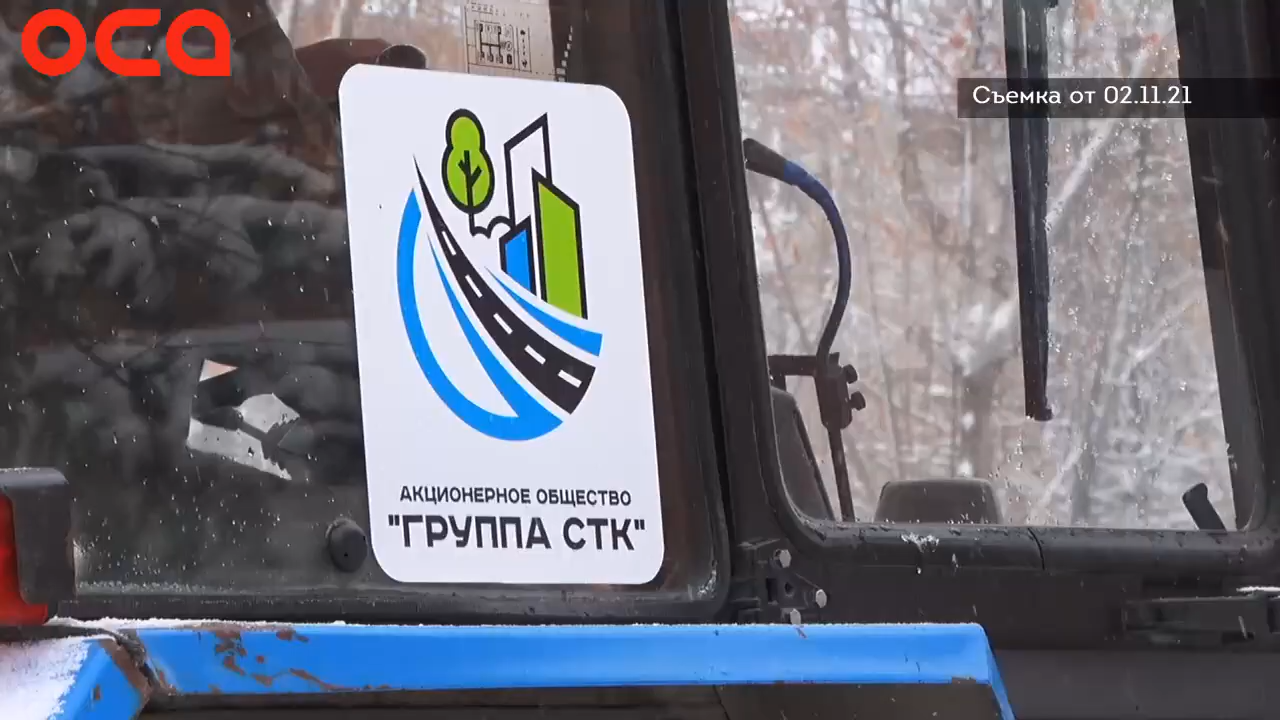 оса
Съемка от 02.11.21
АКЦИОНЕРНОЕ ОБЩЕСТВО
"ГРУППА СТК"